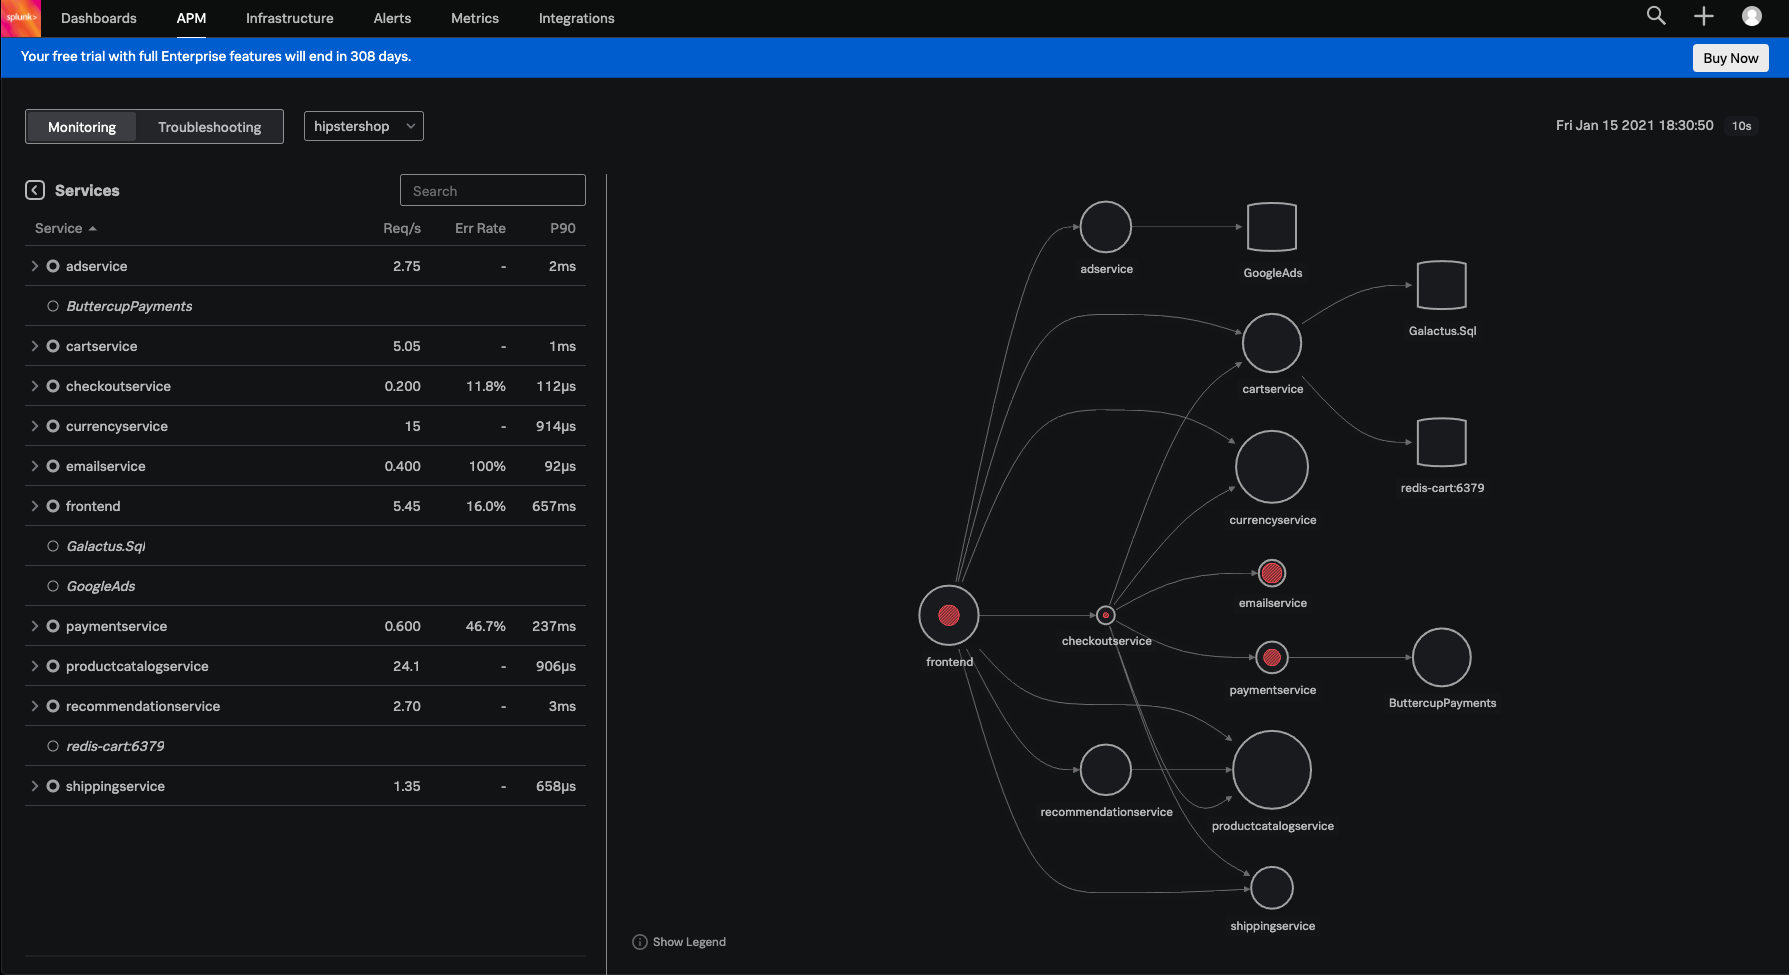 splunk>
Dashboards APM Infrastructure Alerts Metrics Integrations
Your free trial with full Enterprise features will end in 308 days.
Buy Now
Monitoring Troubleshooting hipstershop
Fri Jan 15 2021 18:30:50 10s
Services
Search
Service Req/s Err Rate P90
adservice 2.75 - 2ms
ButtercupPayments
cartservice 5.05 - 1ms
checkoutservice 0.200 11.8% 112µs
currencyservice 15 - 914µs
emailservice 0.400 100% 92µs
frontend 5.45 16.0% 657ms
Galactus.Sql
GoogleAds
paymentservice 0.600 46.7% 237ms
productcatalogservice 24.1 - 906µs
recommendationservice 2.70 - 3ms
redis-cart:6379
shippingservice 1.35 - 658µs
adservice
GoogleAds
Galactus.Sql
cartservice
redis-cart:6379
currencyservice
emailservice
checkoutservice
frontend
paymentservice
ButtercupPayments
recommendationservice
productcatalogservice
shippingservice
Show Legend